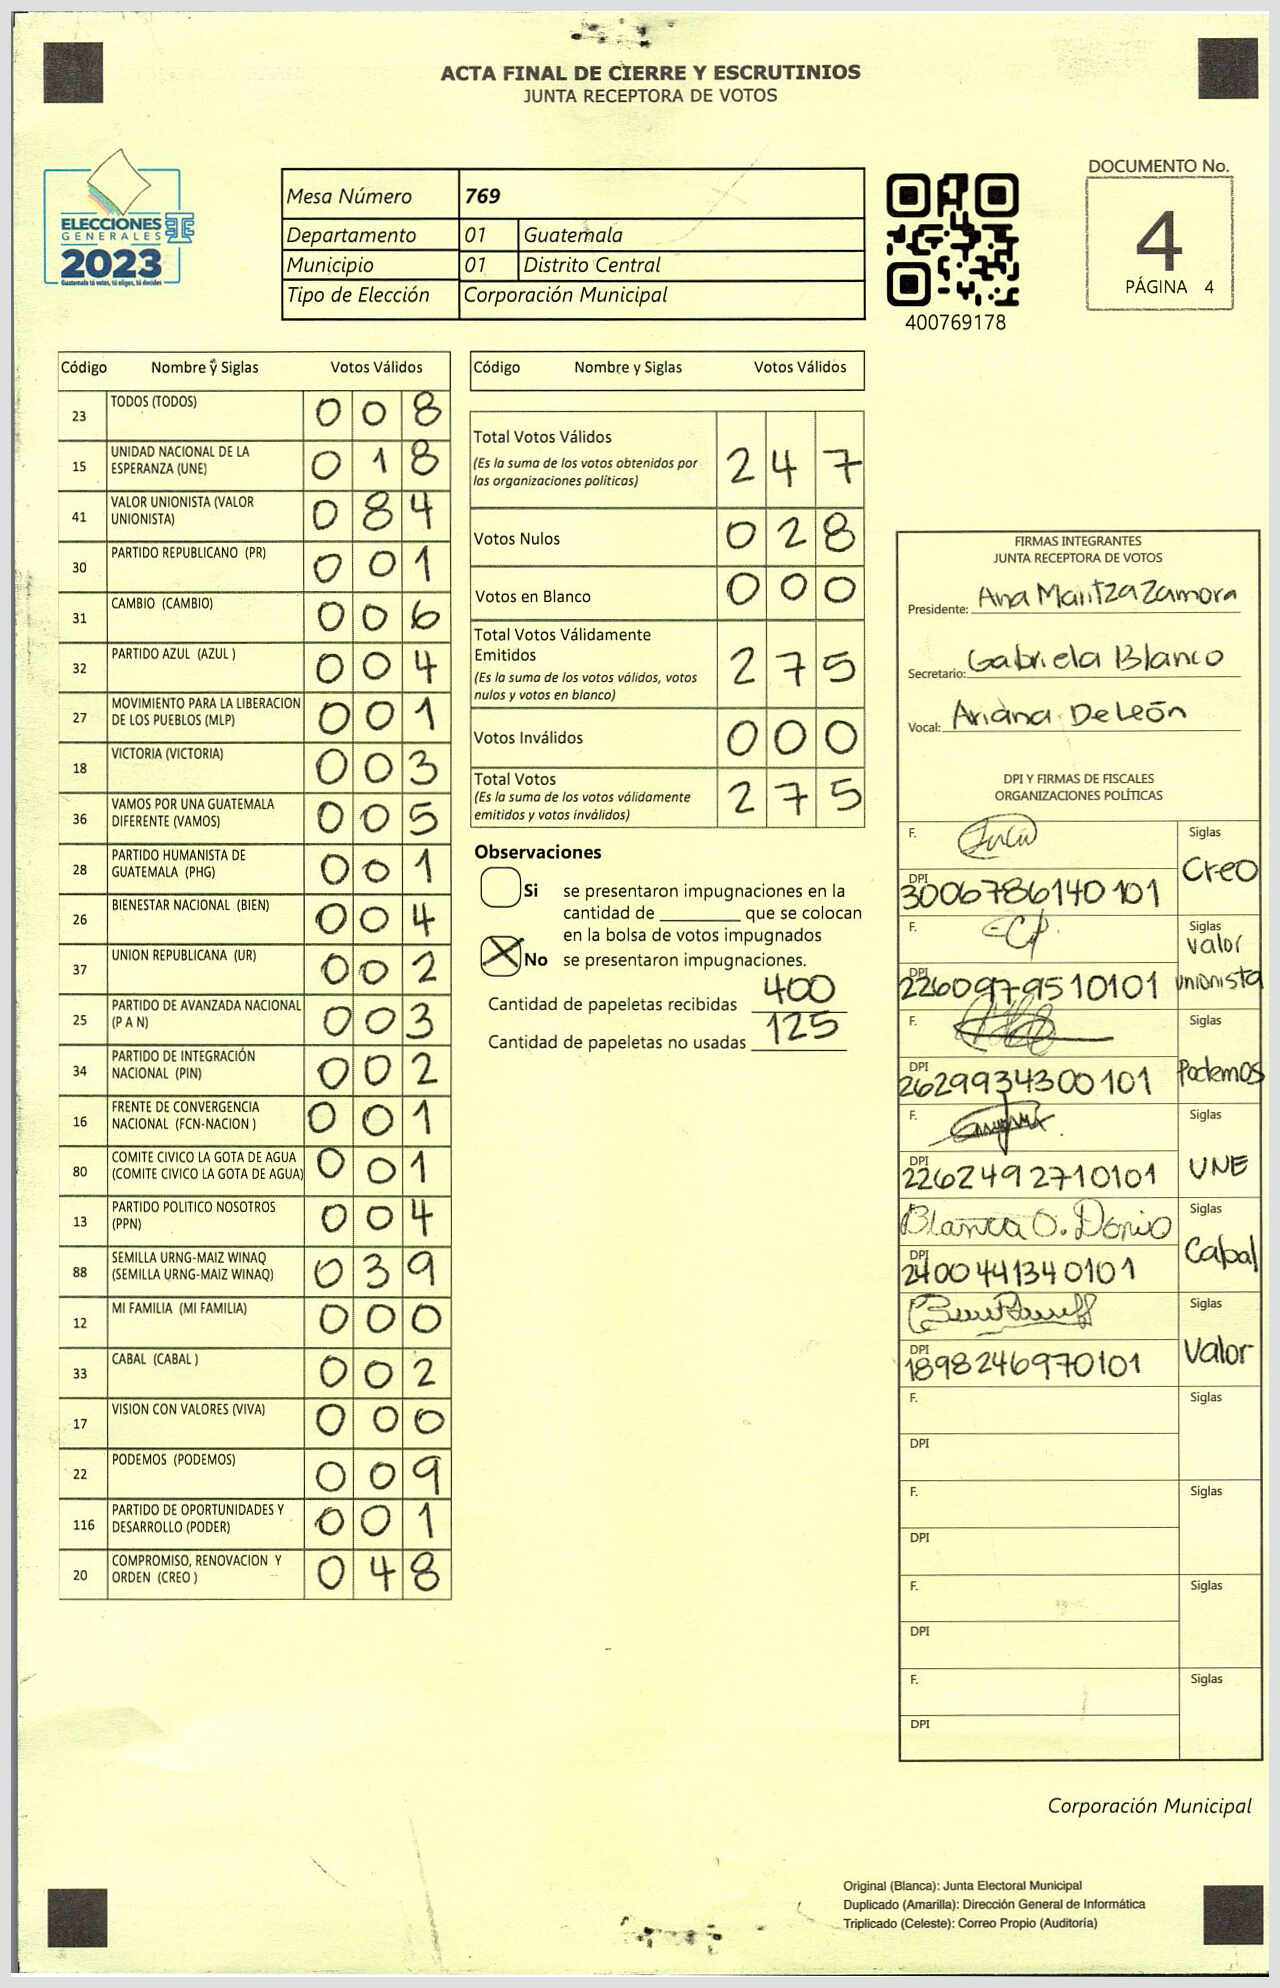 ACTA FINAL DE CIERRE Y ESCRUTINIOS
JUNTA RECEPTORA DE VOTOS
ELECCIONES
GENERALES
2023
Guatemala tú votas, tú eliges, tú decides
Mesa Número 769
Departamento 01 Guatemala
Municipio 01 Distrito Central
Tipo de Elección Corporación Municipal
400769178
DOCUMENTO No.
4
PÁGINA 4
Código Nombre y Siglas Votos Válidos
23 TODOS (TODOS) 0 0 8
15 UNIDAD NACIONAL DE LA
ESPERANZA (UNE) 0 1 8
41 VALOR UNIONISTA (VALOR
UNIONISTA) 0 8 4
30 PARTIDO REPUBLICANO (PR) 0 0 1
31 CAMBIO (CAMBIO) 0 0 6
32 PARTIDO AZUL (AZUL ) 0 0 4
27 MOVIMIENTO PARA LA LIBERACION
DE LOS PUEBLOS (MLP) 0 0 1
18 VICTORIA (VICTORIA) 0 0 3
36 VAMOS POR UNA GUATEMALA
DIFERENTE (VAMOS) 0 0 5
28 PARTIDO HUMANISTA DE
GUATEMALA (PHG) 0 0 1
26 BIENESTAR NACIONAL (BIEN) 0 0 4
37 UNION REPUBLICANA (UR) 0 0 2
25 PARTIDO DE AVANZADA NACIONAL
(P A N) 0 0 3
34 PARTIDO DE INTEGRACIÓN
NACIONAL (PIN) 0 0 2
16 FRENTE DE CONVERGENCIA
NACIONAL (FCN-NACION ) 0 0 1
80 COMITE CIVICO LA GOTA DE AGUA
(COMITE CIVICO LA GOTA DE AGUA) 0 0 1
13 PARTIDO POLITICO NOSOTROS
(PPN) 0 0 4
88 SEMILLA URNG-MAIZ WINAQ
(SEMILLA URNG-MAIZ WINAQ) 0 3 9
12 MI FAMILIA (MI FAMILIA) 0 0 0
33 CABAL (CABAL ) 0 0 2
17 VISION CON VALORES (VIVA) 0 0 0
22 PODEMOS (PODEMOS) 0 0 9
116 PARTIDO DE OPORTUNIDADES Y
DESARROLLO (PODER) 0 0 1
20 COMPROMISO, RENOVACION Y
ORDEN (CREO ) 0 4 8
Código Nombre y Siglas Votos Válidos
Total Votos Válidos
(Es la suma de los votos obtenidos por
las organizaciones políticas) 2 4 7
Votos Nulos 0 2 8
Votos en Blanco 0 0 0
Total Votos Válidamente
Emitidos
(Es la suma de los votos válidos, votos
nulos y votos en blanco) 2 7 5
Votos Inválidos 0 0 0
Total Votos
(Es la suma de los votos válidamente
emitidos y votos inválidos) 2 7 5
Observaciones
Si se presentaron impugnaciones en la
cantidad de ________ que se colocan
en la bolsa de votos impugnados
No se presentaron impugnaciones.
Cantidad de papeletas recibidas 400
Cantidad de papeletas no usadas 125
FIRMAS INTEGRANTES
JUNTA RECEPTORA DE VOTOS
Presidente: Ana Maritza Zamora
Secretario: Gabriela Blanco
Vocal: Ariana DeLeón
DPI Y FIRMAS DE FISCALES
ORGANIZACIONES POLÍTICAS
F. Siglas
Creo
DPI
3006786140101
F. Siglas
Valor
Unionista
DPI
2260979510101
F. Siglas
Podemos
DPI
2629934300101
F. Siglas
UNE
DPI
2262492710101
Blanca O. Siglas
Cabal
DPI
2400441340101
F. Siglas
Valor
DPI
1898246970101
F. Siglas
DPI
F. Siglas
DPI
F. Siglas
DPI
F. Siglas
DPI
Corporación Municipal
Original (Blanca): Junta Electoral Municipal
Duplicado (Amarilla): Dirección General de Informática
Triplicado (Celeste): Correo Propio (Auditoría)